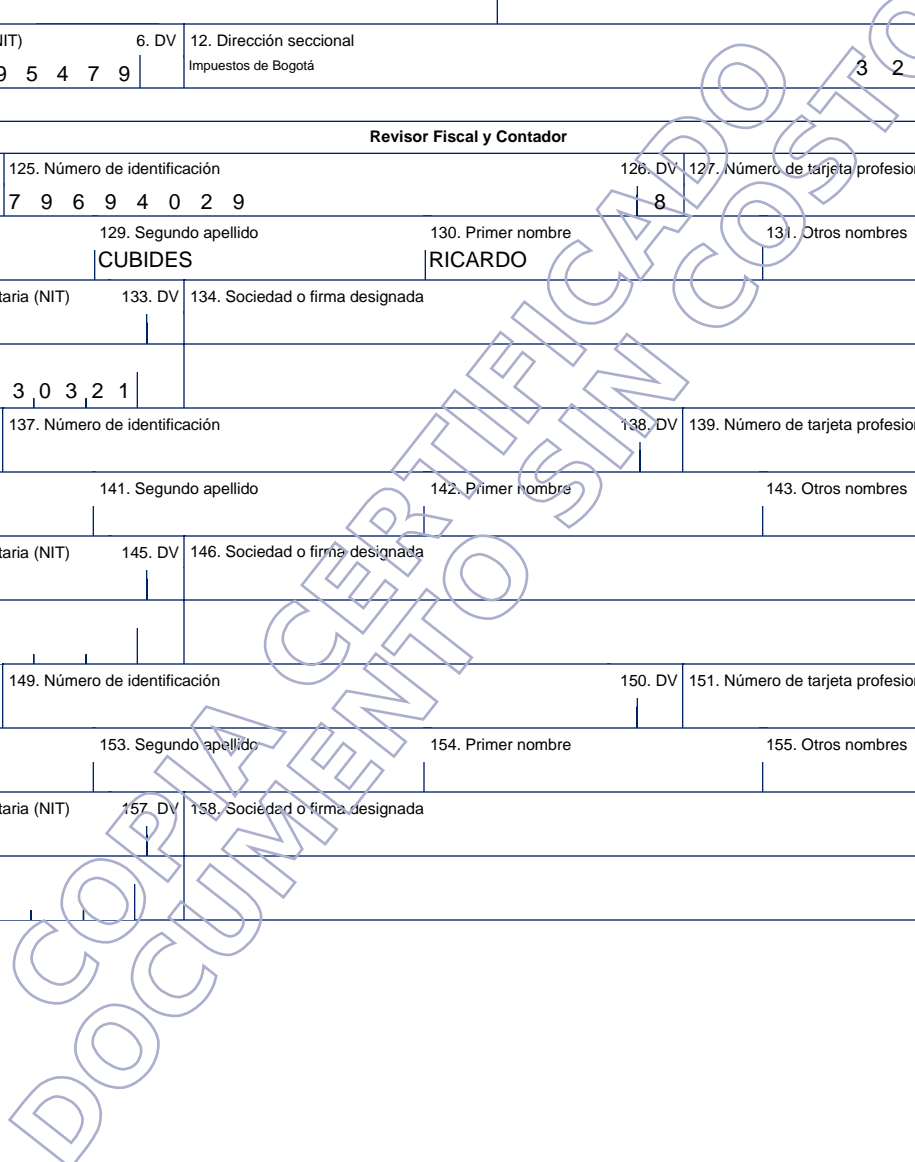 IIT) 6. DV 12. Dirección seccional
9 5 4 7 9 Impuestos de Bogotá 3 2
Revisor Fiscal y Contador
125. Número de identificación 126. DV 127. Número de tarjeta profesion
7 9 6 9 4 0 2 9 8
129. Segundo apellido 130. Primer nombre 131. Otros nombres
CUBIDES RICARDO
taria (NIT) 133. DV 134. Sociedad o firma designada
3 0 3 2 1
137. Número de identificación 138. DV 139. Número de tarjeta profesion
141. Segundo apellido 142. Primer nombre 143. Otros nombres
taria (NIT) 145. DV 146. Sociedad o firma designada
149. Número de identificación 150. DV 151. Número de tarjeta profesion
153. Segundo apellido 154. Primer nombre 155. Otros nombres
taria (NIT) 157. DV 158. Sociedad o firma designada
COPIA CERTIFICADO
DOCUMENTO SIN COSTO